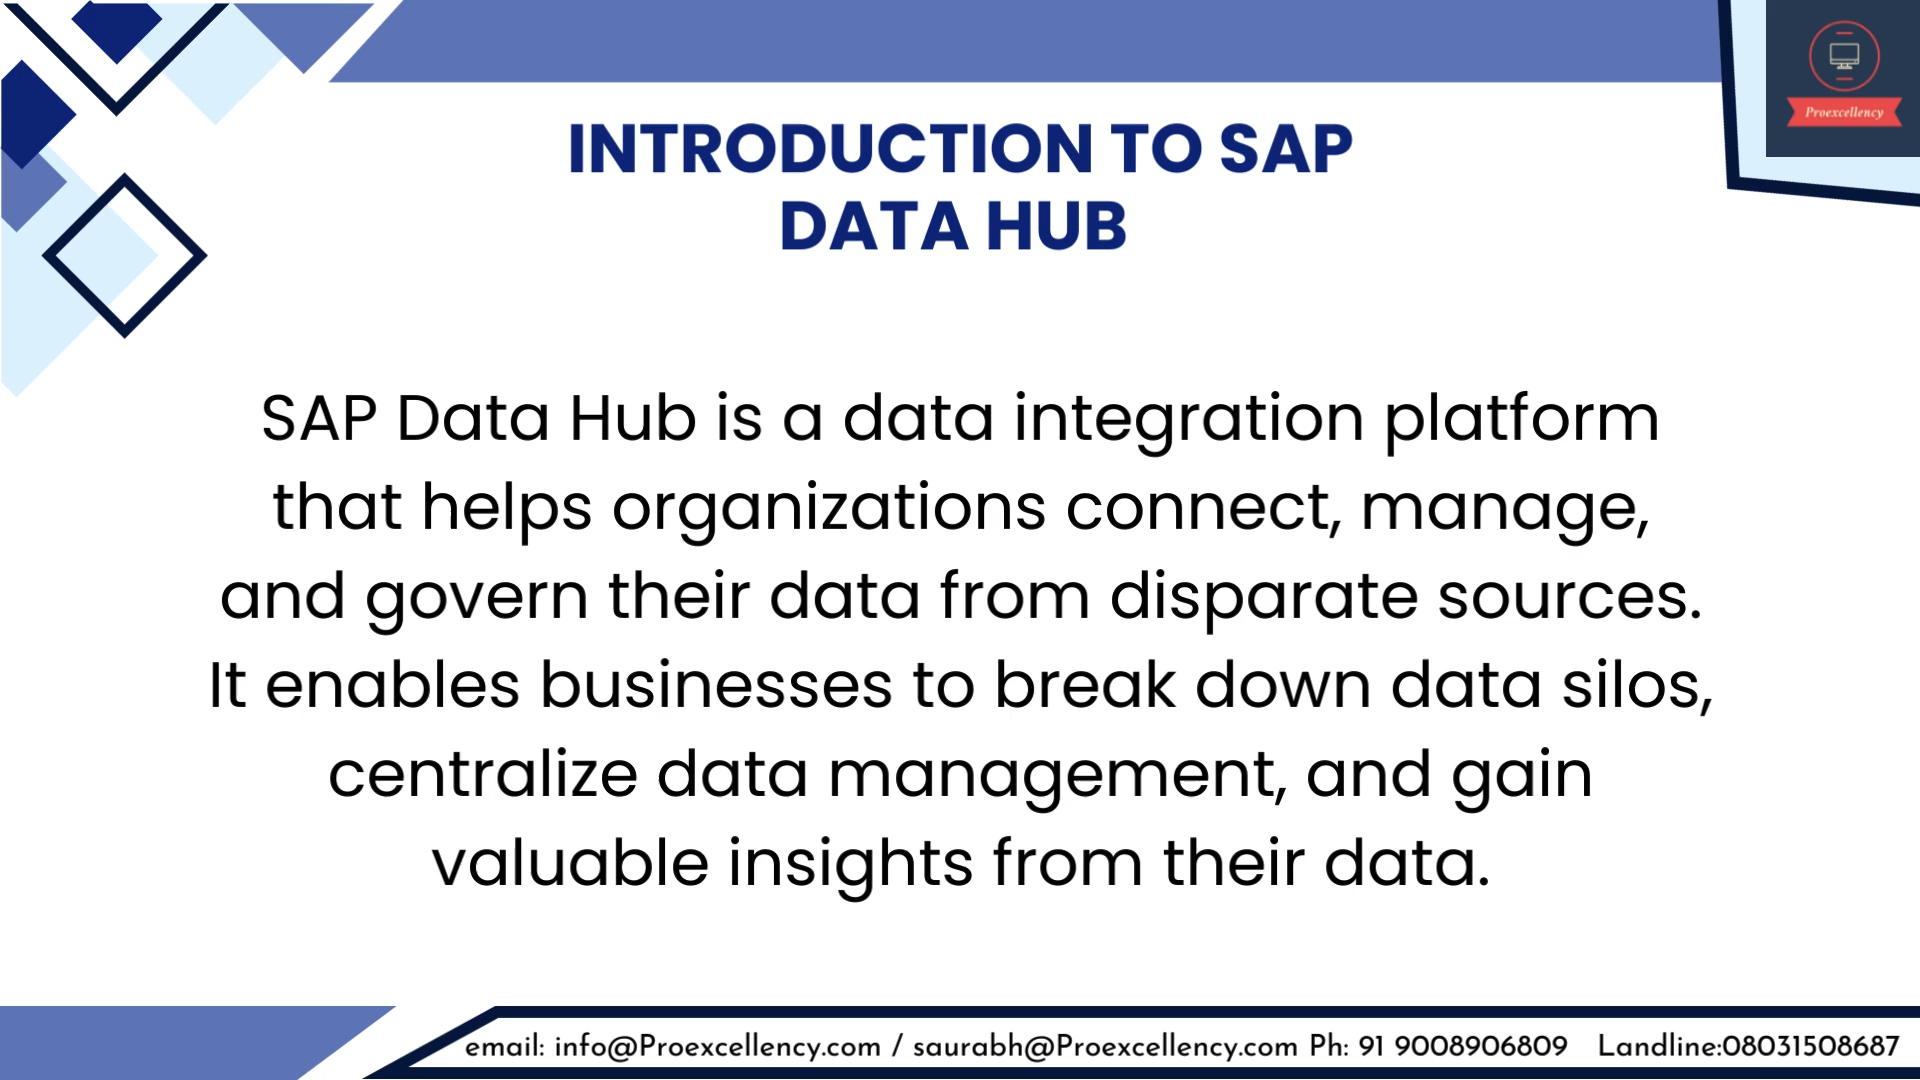 Proexcellency
INTRODUCTION TO SAP
DATA HUB
SAP Data Hub is a data integration platform
that helps organizations connect, manage,
and govern their data from disparate sources.
It enables businesses to break down data silos,
centralize data management, and gain
valuable insights from their data.
email: info@Proexcellency.com / saurabh@Proexcellency.com Ph: 91 9008906809 Landline:08031508687